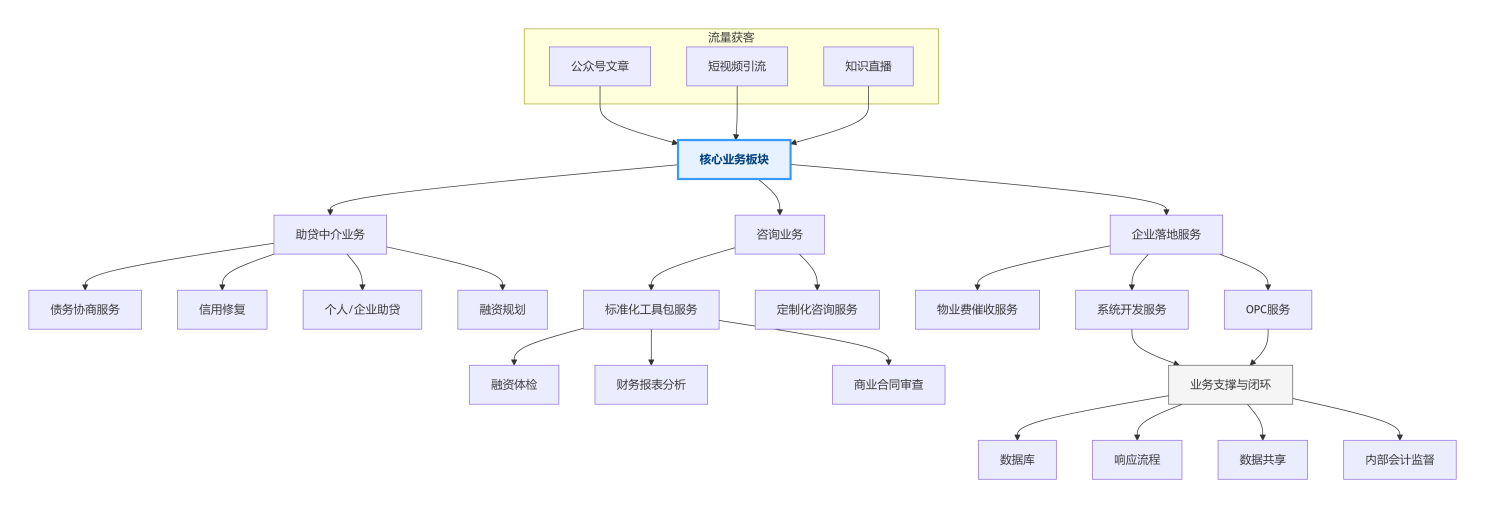 流量获客
公众号文章
短视频引流
知识直播
核心业务板块
助贷中介业务
咨询业务
企业落地服务
债务协商服务
信用修复
个人/企业助贷
融资规划
标准化工具包服务
定制化咨询服务
物业费催收服务
系统开发服务
OPC服务
融资体检
财务报表分析
商业合同审查
业务支撑与闭环
数据库
响应流程
数据共享
内部会计监督